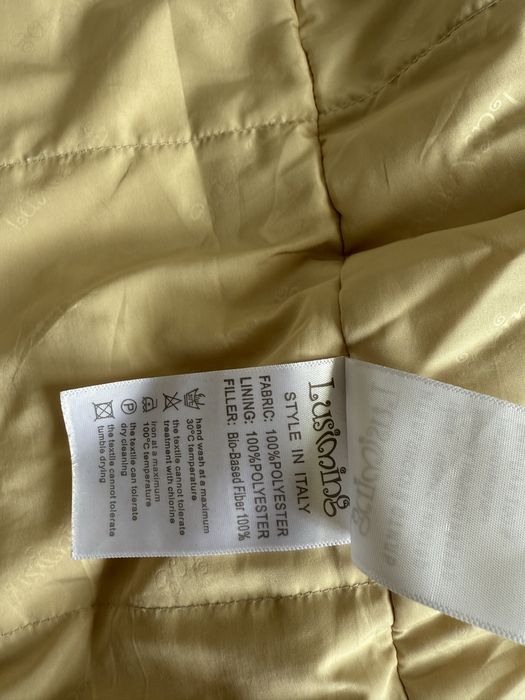 Lusiming
STYLE IN ITALY
FABRIC: 100%POLYESTER
LINING: 100%POLYESTER
FILLER: Bio-Based Fiber 100%
hand wash at a maximum
30°C temperature
the textile cannot tolerate
treatment with chlorine
iron at a maximum
100°C temperature
P
the textile can tolerate
dry cleaning
the textile cannot tolerate
tumble drying